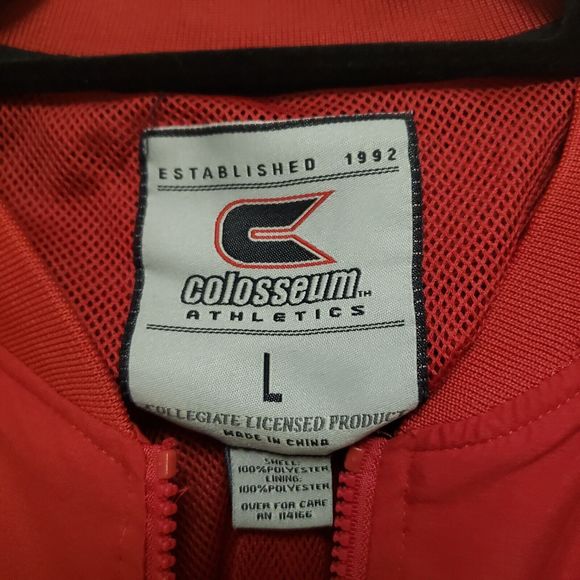 ESTABLISHED 1992
colosseum™
ATHLETICS
L
COLLEGIATE LICENSED PRODUCT
MADE IN CHINA
SHELL:
100%POLYESTER
LINING:
100%POLYESTER
OVER FOR CARE
RN 114166